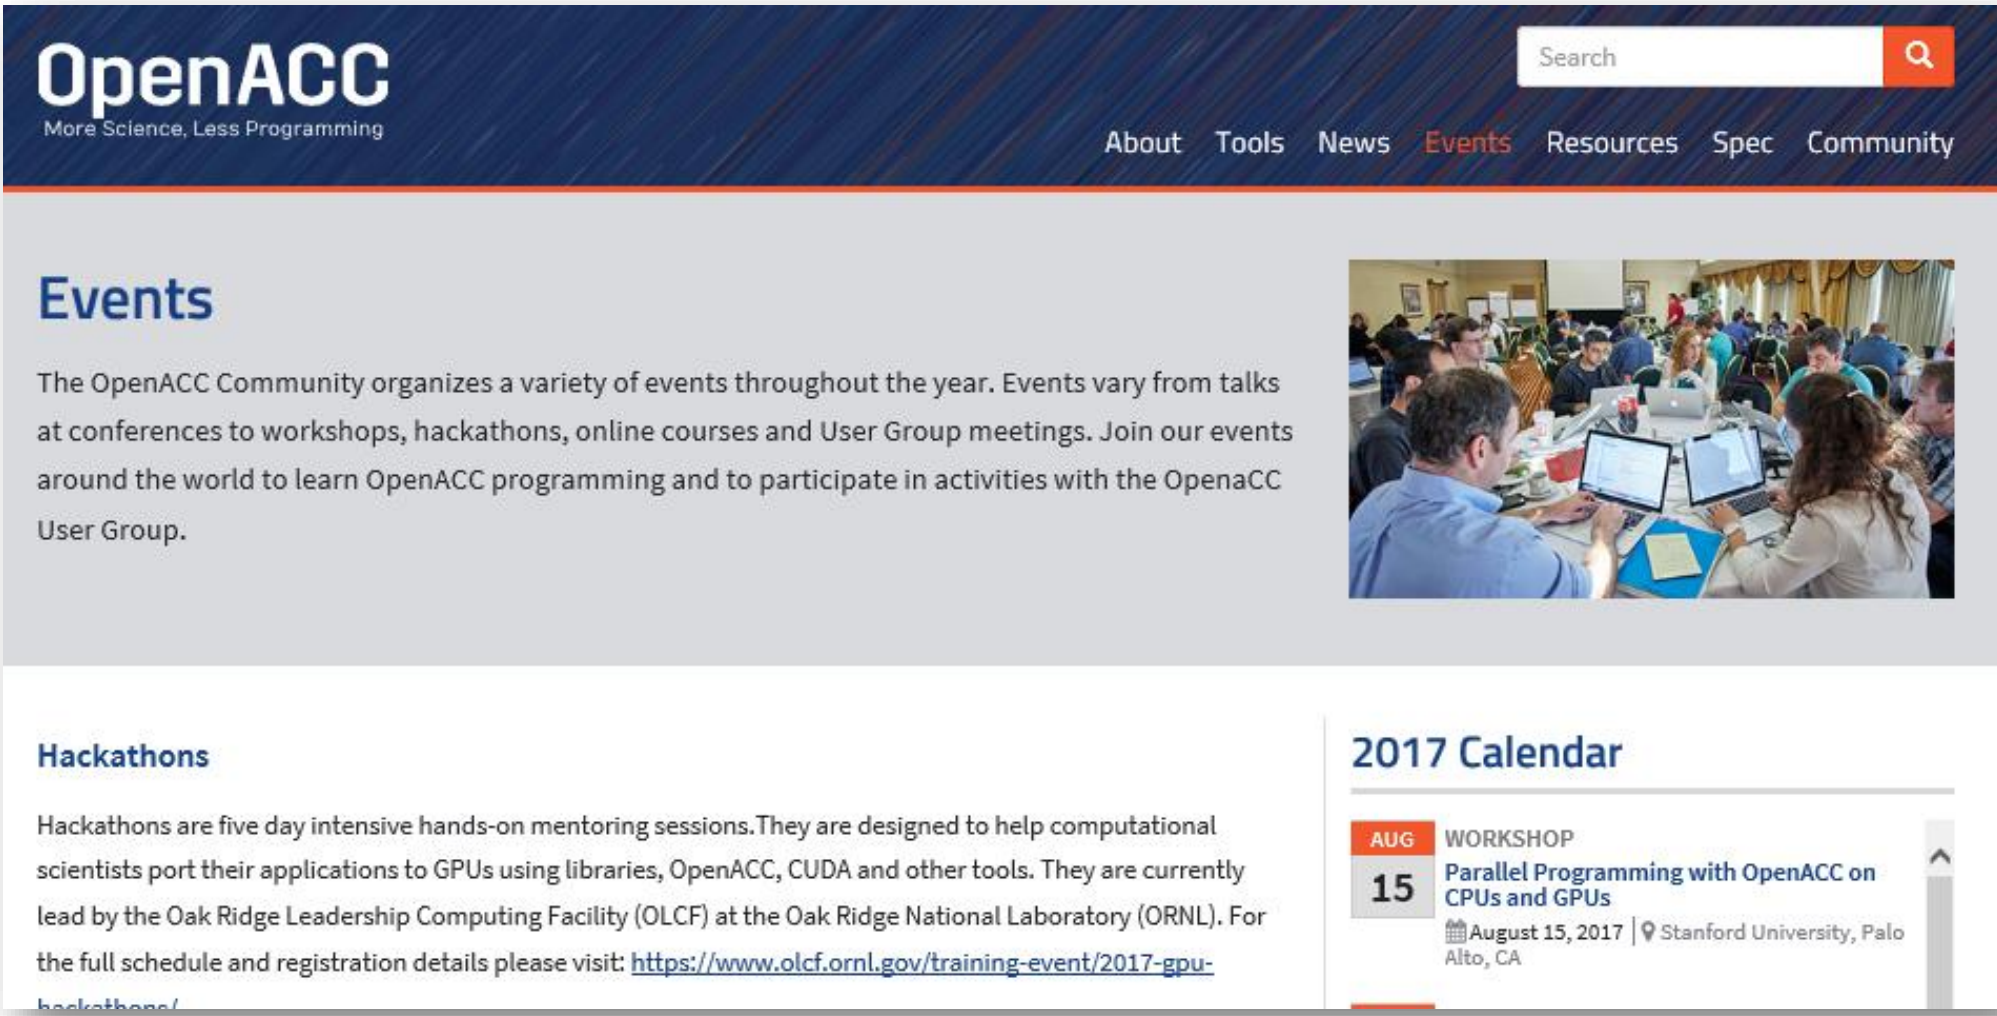 OpenACC
More Science, Less Programming
Search
About Tools News Events Resources Spec Community
Events
The OpenACC Community organizes a variety of events throughout the year. Events vary from talks
at conferences to workshops, hackathons, online courses and User Group meetings. Join our events
around the world to learn OpenACC programming and to participate in activities with the OpenaCC
User Group.
Hackathons
Hackathons are five day intensive hands-on mentoring sessions.They are designed to help computational
scientists port their applications to GPUs using libraries, OpenACC, CUDA and other tools. They are currently
lead by the Oak Ridge Leadership Computing Facility (OLCF) at the Oak Ridge National Laboratory (ORNL). For
the full schedule and registration details please visit: https://www.olcf.ornl.gov/training-event/2017-gpu-
hackathons/
2017 Calendar
AUG
15
WORKSHOP
Parallel Programming with OpenACC on
CPUs and GPUs
August 15, 2017 | Stanford University, Palo
Alto, CA